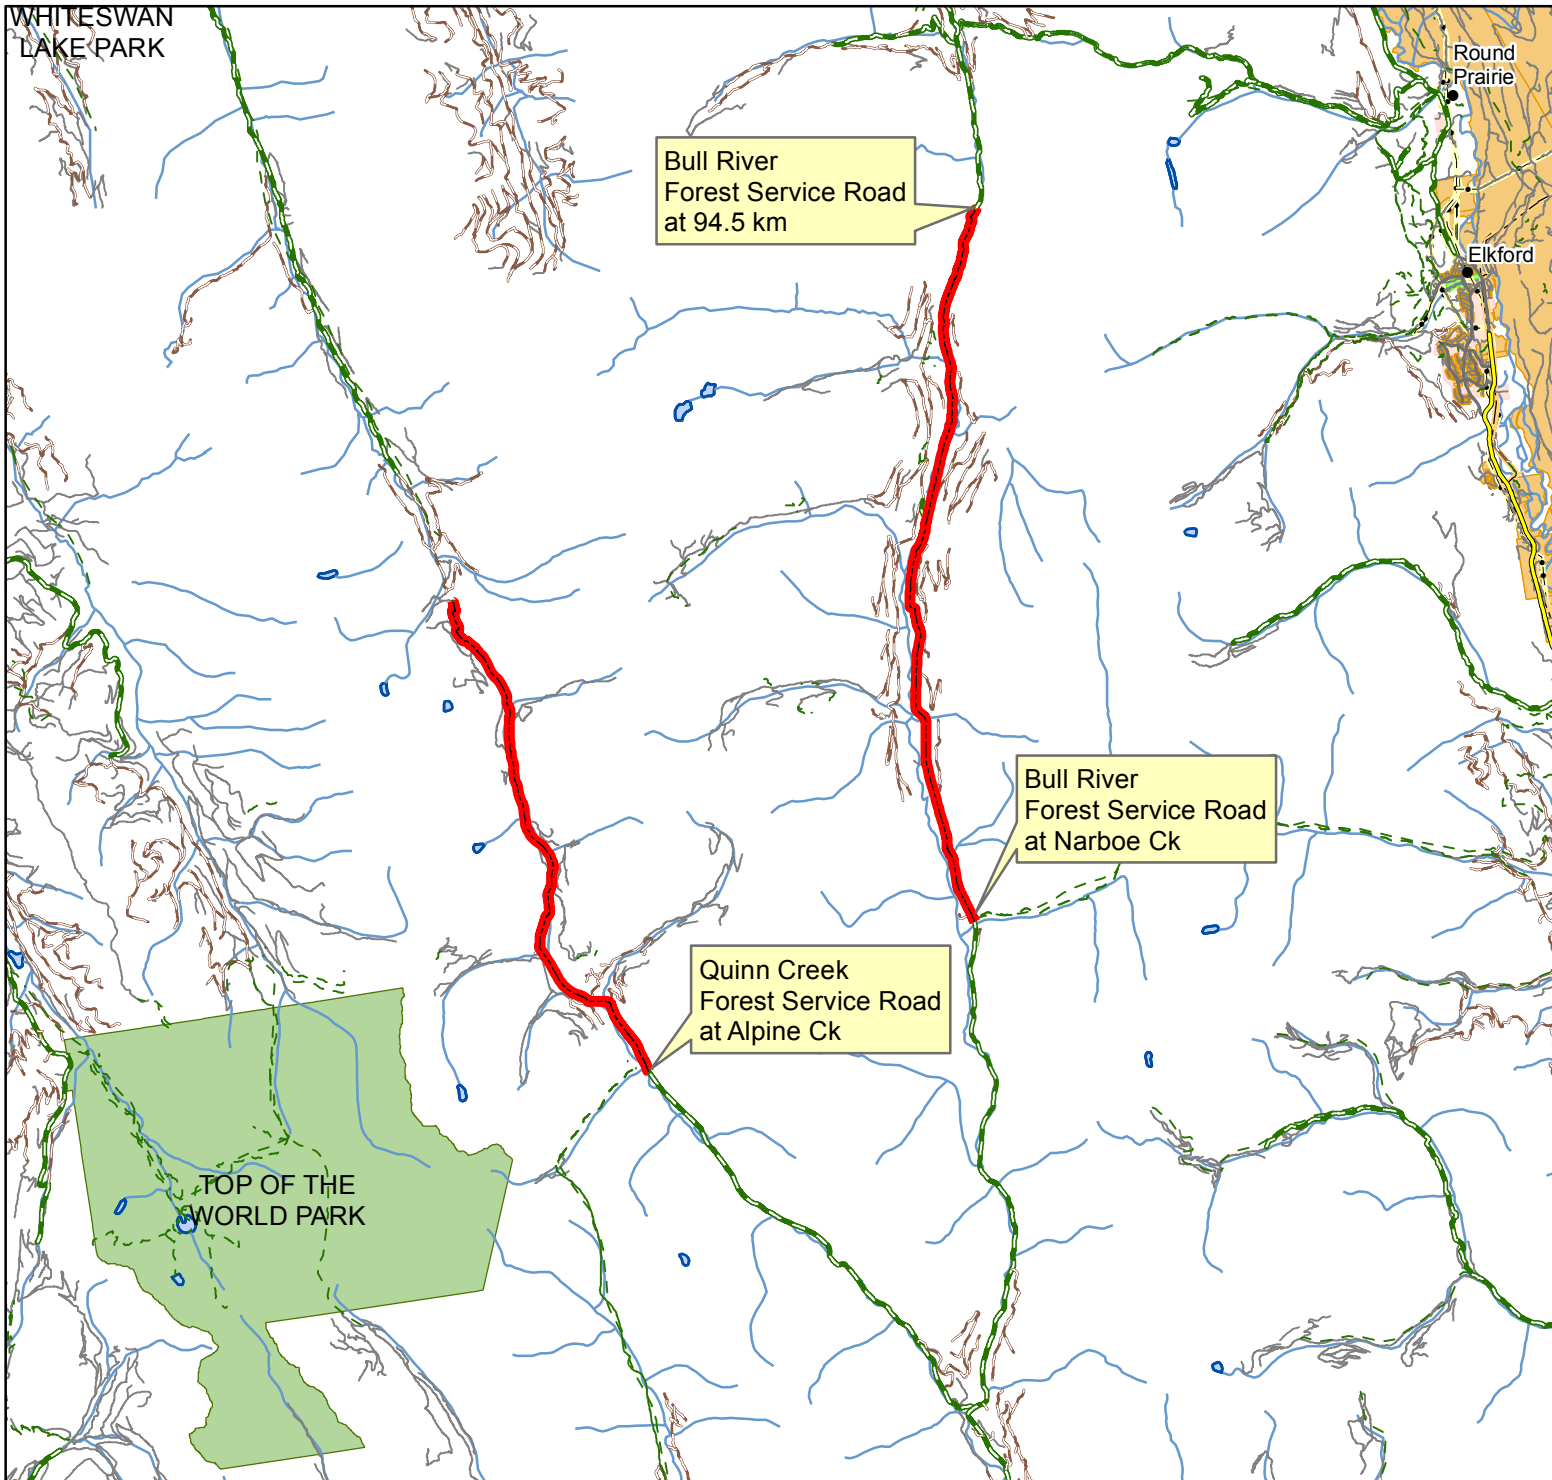 WHITESWAN
LAKE PARK
Round
Prairie
Bull River
Forest Service Road
at 94.5 km
Elkford
Bull River
Forest Service Road
at Narboe Ck
Quinn Creek
Forest Service Road
at Alpine Ck
TOP OF THE
WORLD PARK